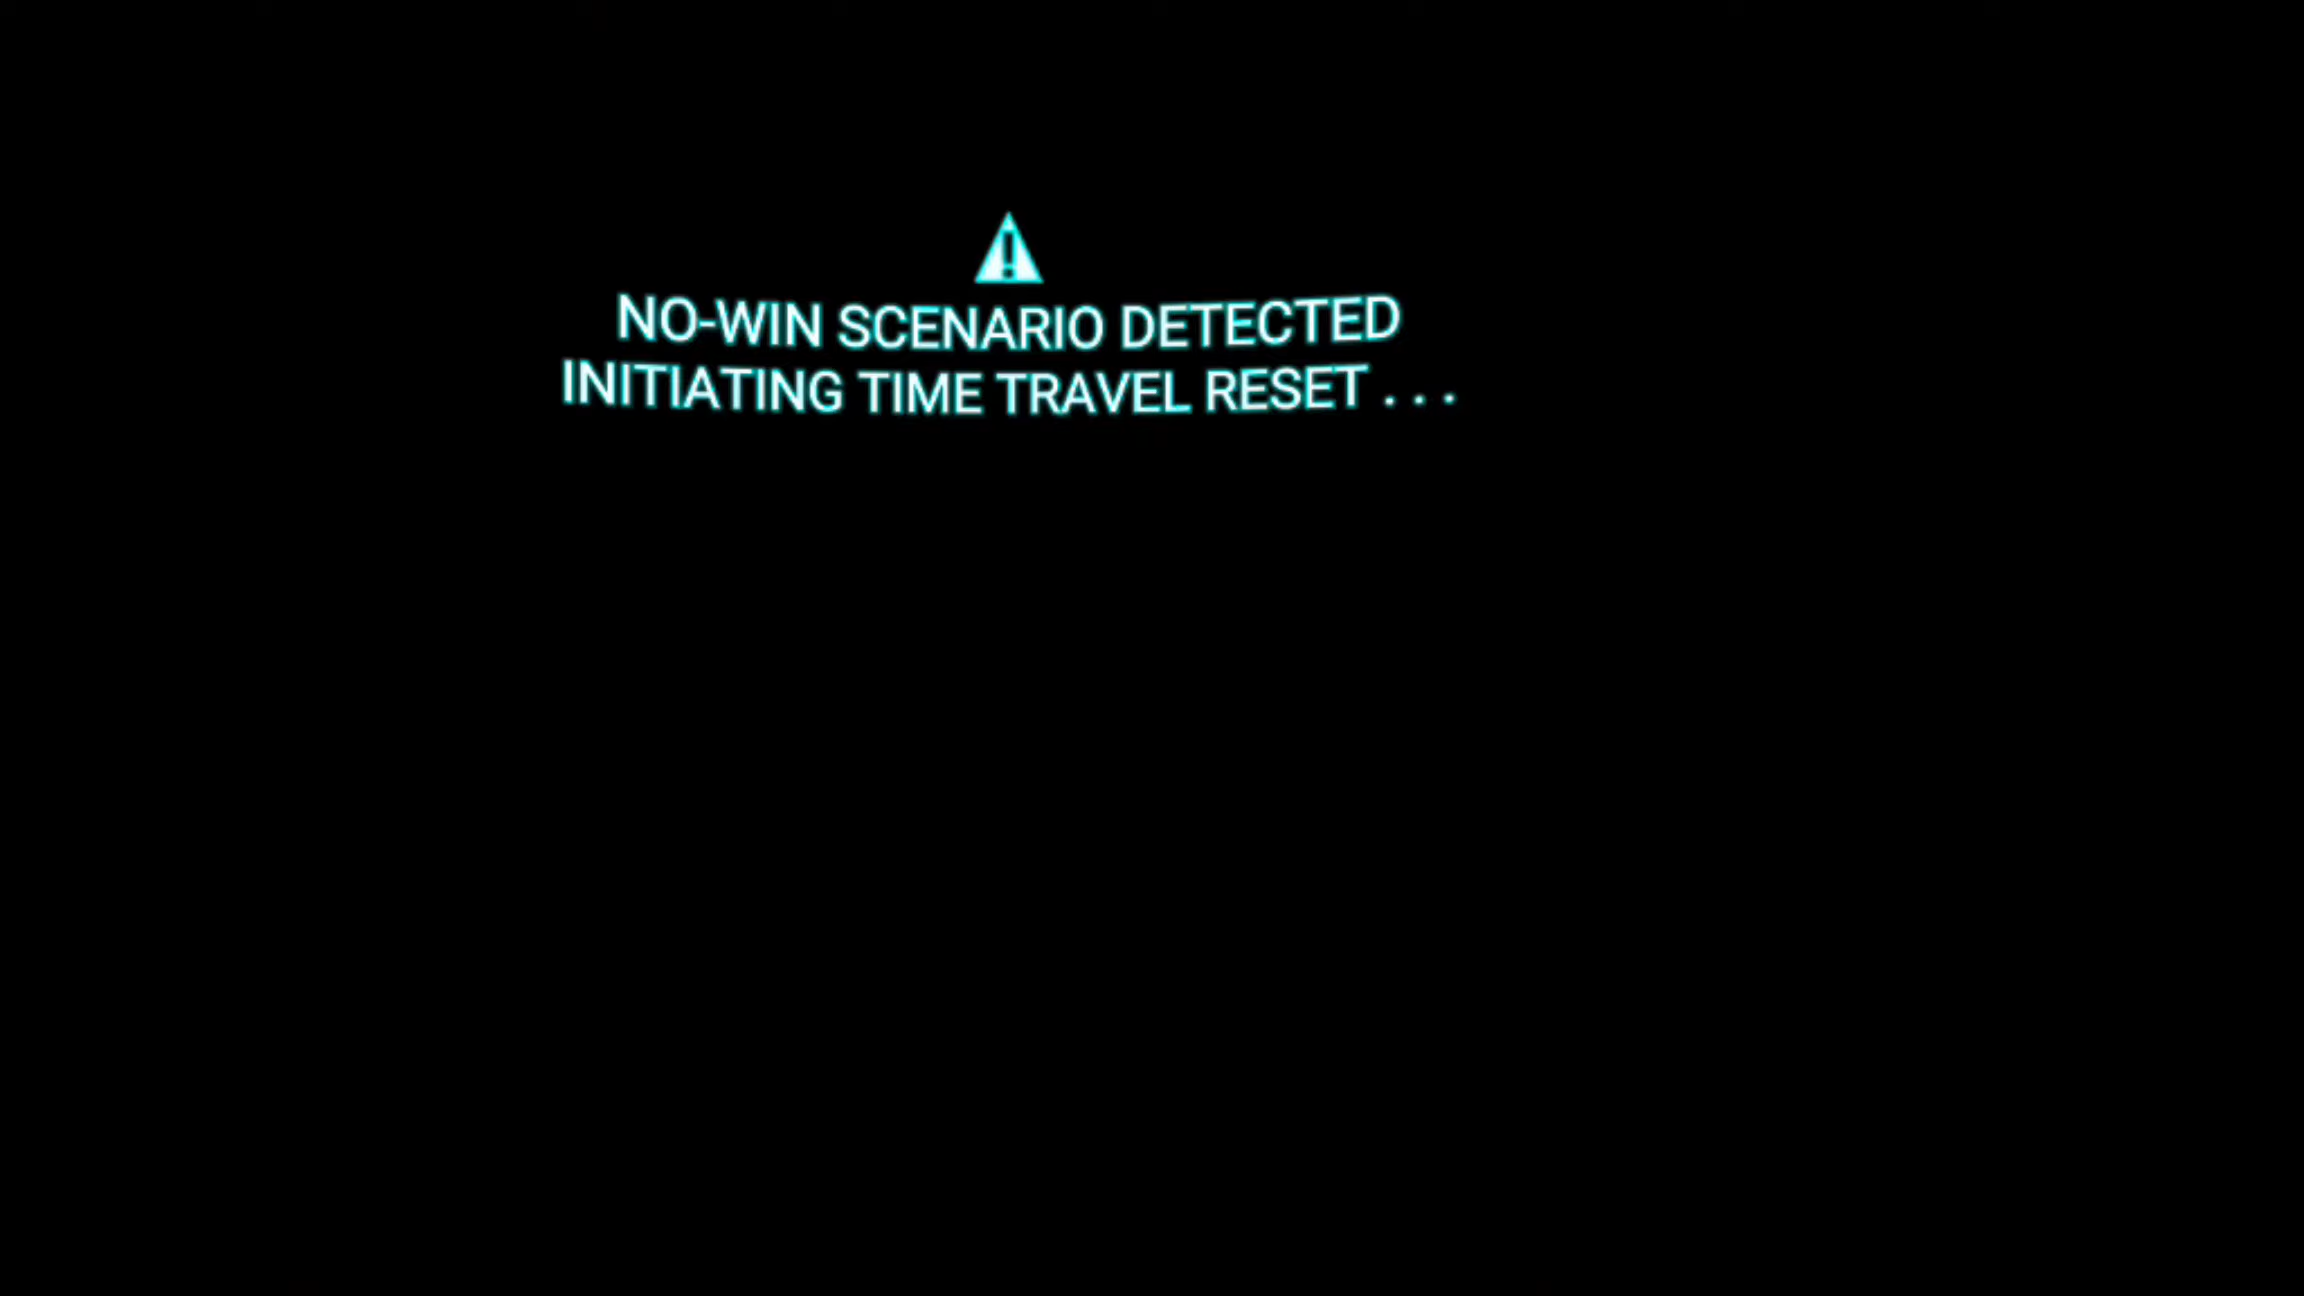 NO-WIN SCENARIO DETECTED
INITIATING TIME TRAVEL RESET . . .